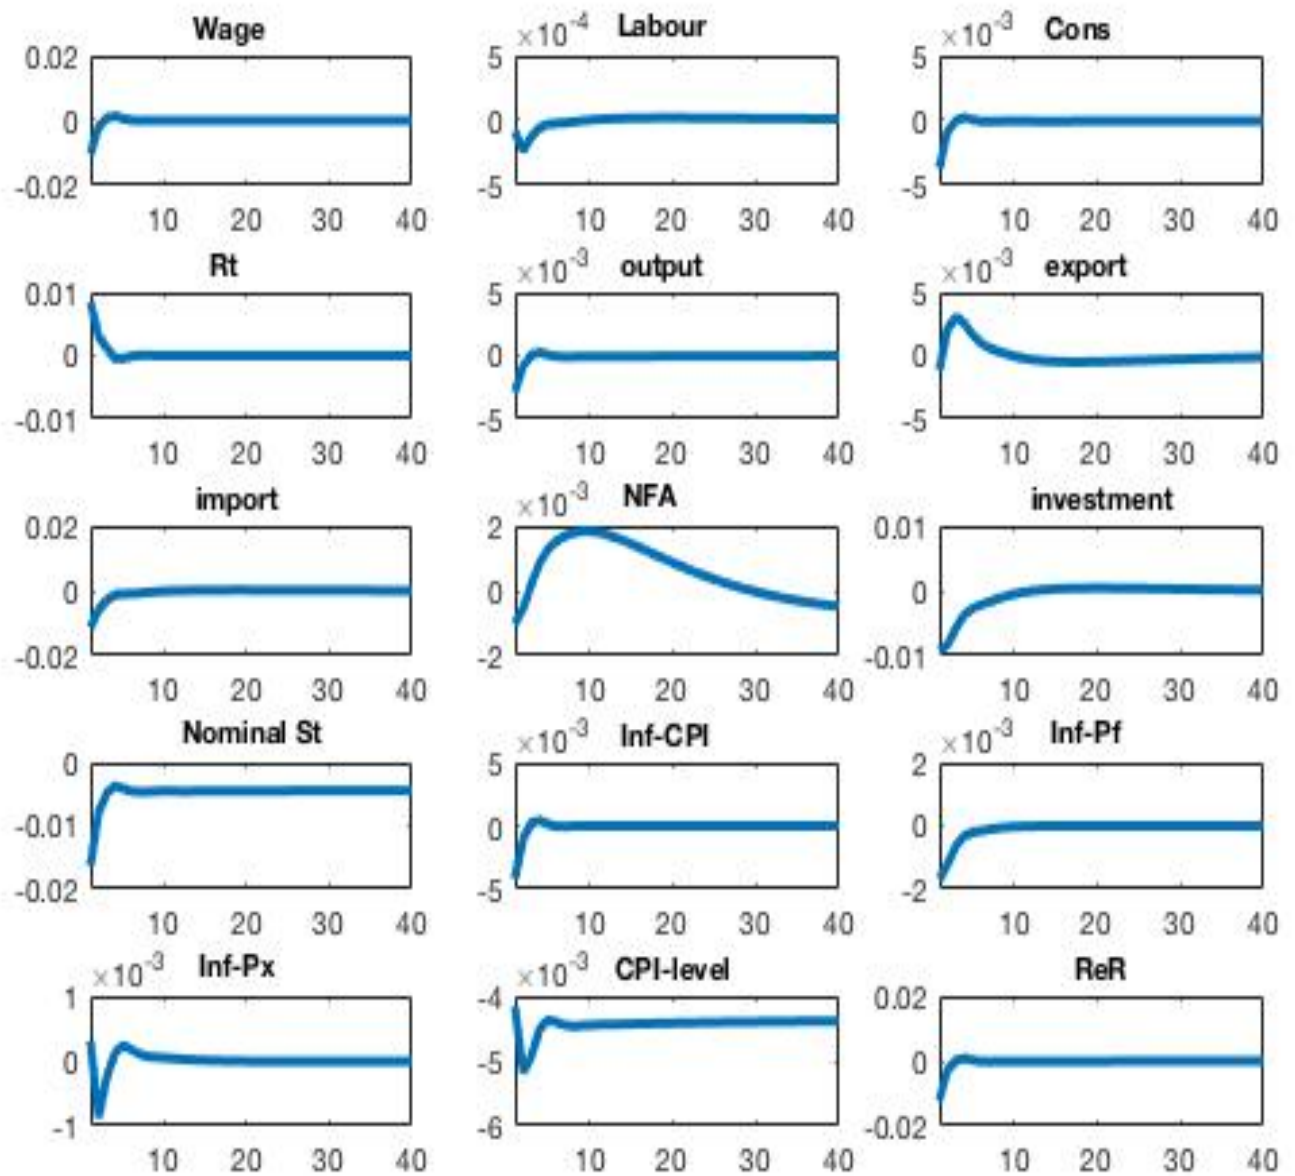 Wage
0.02
0
-0.02
10 20 30 40
×10-4 Labour
5
0
-5
10 20 30 40
×10-3 Cons
5
0
-5
10 20 30 40
Rt
0.01
0
-0.01
10 20 30 40
×10-3 output
5
0
-5
10 20 30 40
×10-3 export
5
0
-5
10 20 30 40
import
0.02
0
-0.02
10 20 30 40
×10-3 NFA
2
0
-2
10 20 30 40
investment
0.01
0
-0.01
10 20 30 40
Nominal St
0
-0.01
-0.02
10 20 30 40
×10-3 Inf-CPI
5
0
-5
10 20 30 40
×10-3 Inf-Pf
2
0
-2
10 20 30 40
×10-3 Inf-Px
1
0
-1
10 20 30 40
×10-3 CPI-level
-4
-5
-6
10 20 30 40
ReR
0.02
0
-0.02
10 20 30 40